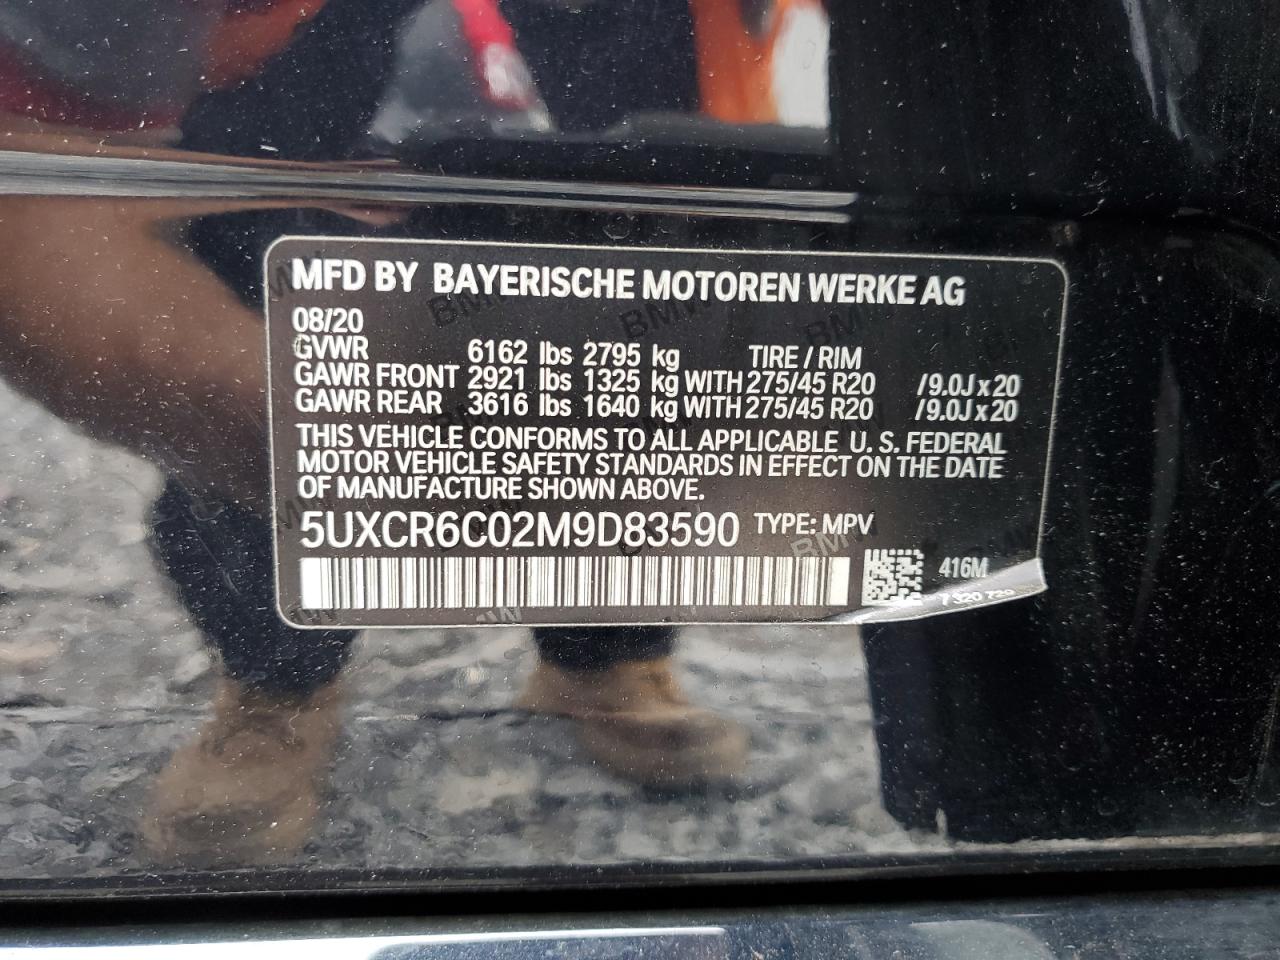 MFD BY BAYERISCHE MOTOREN WERKE AG
08/20
GVWR 6162 lbs 2795 kg TIRE / RIM
GAWR FRONT 2921 lbs 1325 kg WITH 275/45 R20 /9.0J x 20
GAWR REAR 3616 lbs 1640 kg WITH 275/45 R20 /9.0J x 20
THIS VEHICLE CONFORMS TO ALL APPLICABLE U. S. FEDERAL
MOTOR VEHICLE SAFETY STANDARDS IN EFFECT ON THE DATE
OF MANUFACTURE SHOWN ABOVE.
5UXCR6C02M9D83590 TYPE: MPV
416M
7 320 720